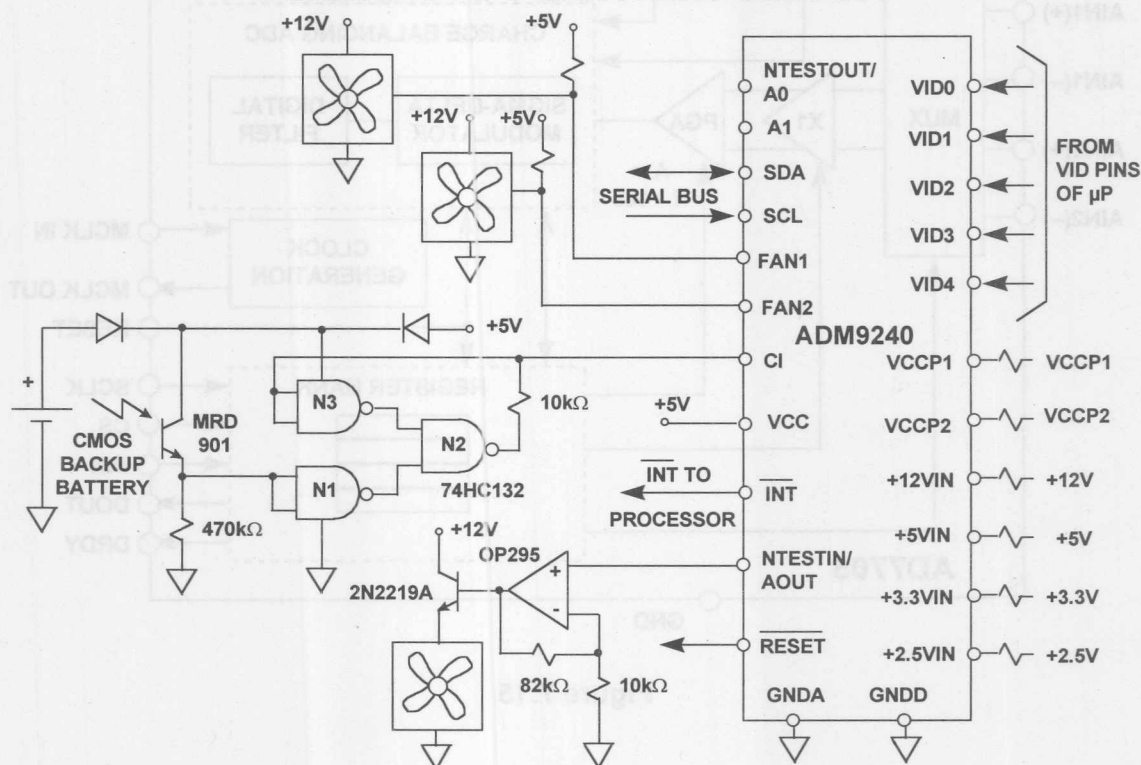 +12V
+5V
+12V
+5V
NTESTOUT/
A0
A1
SDA
SERIAL BUS
SCL
FAN1
FAN2
VID0
VID1
VID2
VID3
VID4
FROM
VID PINS
OF µP
ADM9240
+5V
CI
+5V
VCC
VCCP1
VCCP1
VCCP2
VCCP2
+
CMOS
BACKUP
BATTERY
MRD
901
N3
N2
N1
10kΩ
74HC132
470kΩ
INT TO
PROCESSOR
INT
+12VIN
+12V
+5VIN
+5V
+12V
OP295
2N2219A
+
-
NTESTIN/
AOUT
+3.3VIN
+3.3V
RESET
+2.5VIN
+2.5V
82kΩ
10kΩ
GNDA
GNDD